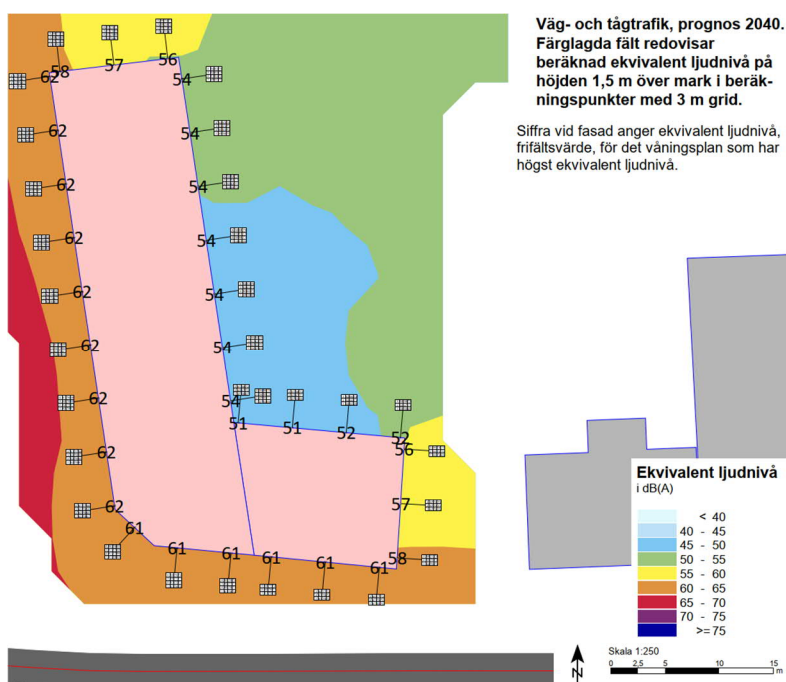 Väg- och tågtrafik, prognos 2040.
Färglagda fält redovisar
beräknad ekvivalent ljudnivå på
höjden 1,5 m över mark i beräk-
ningspunkter med 3 m grid.
Siffra vid fasad anger ekvivalent ljudnivå,
frifältsvärde, för det våningsplan som har
högst ekvivalent ljudnivå.
62 58 57 56
54
62 54
62 54
62 54
62 54
62 54
62 54
51 51 52 52
56
62
57
62
61
61 61 61 61 61 58
Ekvivalent ljudnivå
i dB(A)
< 40
40 - 45
45 - 50
50 - 55
55 - 60
60 - 65
65 - 70
70 - 75
>= 75
N
Skala 1:250
0 2,5 5 10 15
m